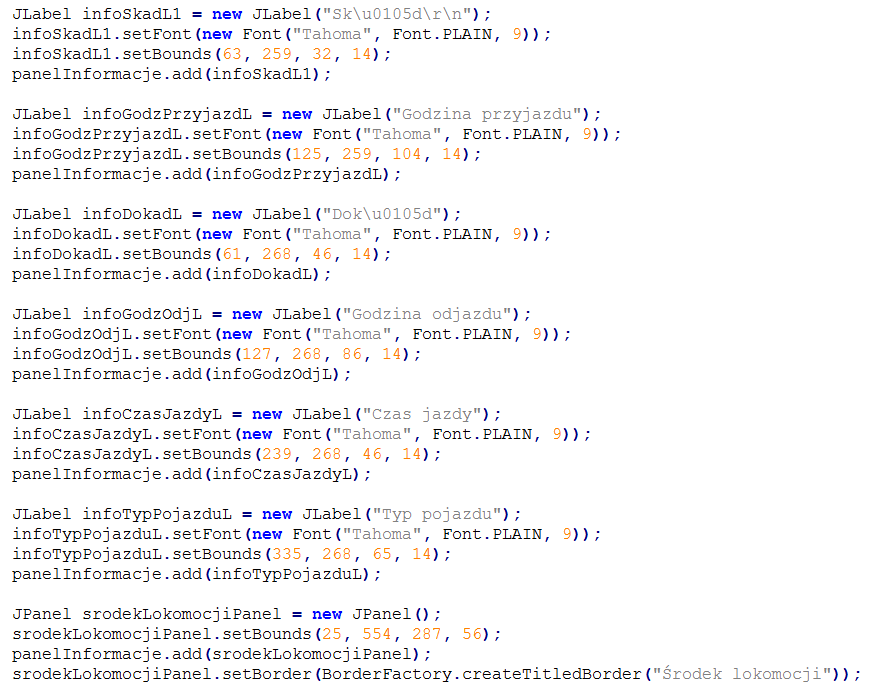 JLabel infoSkadL1 = new JLabel("Sk\u0105d\r\n");
infoSkadL1.setFont(new Font("Tahoma", Font.PLAIN, 9));
infoSkadL1.setBounds(63, 259, 32, 14);
panelInformacje.add(infoSkadL1);

JLabel infoGodzPrzyjazdL = new JLabel("Godzina przyjazdu");
infoGodzPrzyjazdL.setFont(new Font("Tahoma", Font.PLAIN, 9));
infoGodzPrzyjazdL.setBounds(125, 259, 104, 14);
panelInformacje.add(infoGodzPrzyjazdL);

JLabel infoDokadL = new JLabel("Dok\u0105d");
infoDokadL.setFont(new Font("Tahoma", Font.PLAIN, 9));
infoDokadL.setBounds(61, 268, 46, 14);
panelInformacje.add(infoDokadL);

JLabel infoGodzOdjL = new JLabel("Godzina odjazdu");
infoGodzOdjL.setFont(new Font("Tahoma", Font.PLAIN, 9));
infoGodzOdjL.setBounds(127, 268, 86, 14);
panelInformacje.add(infoGodzOdjL);

JLabel infoCzasJazdyL = new JLabel("Czas jazdy");
infoCzasJazdyL.setFont(new Font("Tahoma", Font.PLAIN, 9));
infoCzasJazdyL.setBounds(239, 268, 46, 14);
panelInformacje.add(infoCzasJazdyL);

JLabel infoTypPojazduL = new JLabel("Typ pojazdu");
infoTypPojazduL.setFont(new Font("Tahoma", Font.PLAIN, 9));
infoTypPojazduL.setBounds(335, 268, 65, 14);
panelInformacje.add(infoTypPojazduL);

JPanel srodekLokomocjiPanel = new JPanel();
srodekLokomocjiPanel.setBounds(25, 554, 287, 56);
panelInformacje.add(srodekLokomocjiPanel);
srodekLokomocjiPanel.setBorder(BorderFactory.createTitledBorder("Środek lokomocji"));